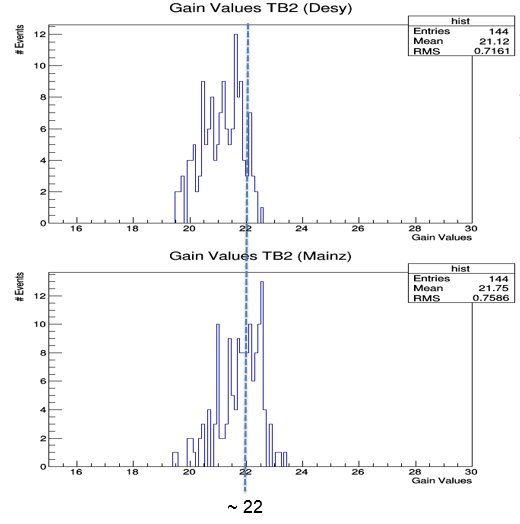 Gain Values TB2 (Desy)
hist
Entries 144
Mean 21.12
RMS 0.7161
# Events
12
10
8
6
4
2
0
16 18 20 22 24 26 28 30
Gain Values
Gain Values TB2 (Mainz)
hist
Entries 144
Mean 21.75
RMS 0.7586
# Events
12
10
8
6
4
2
0
16 18 20 22 24 26 28 30
Gain Values
~ 22